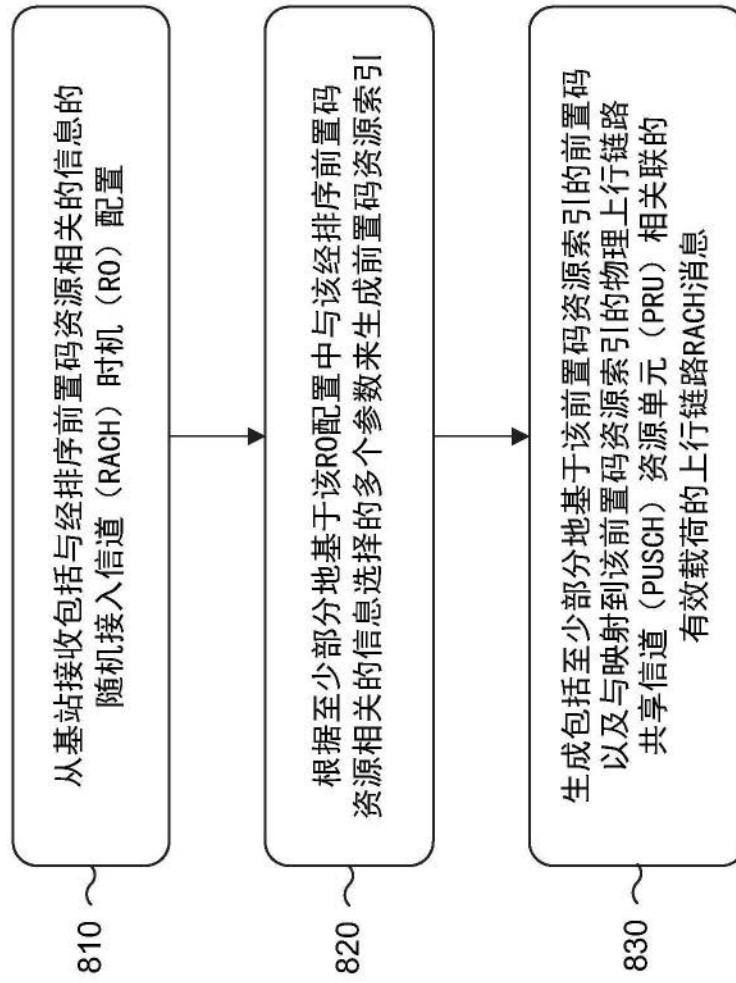 810
从基站接收包括与经排序前置码资源相关的信息的
随机接入信道（RACH）时机（RO）配置
820
根据至少部分地基于该RO配置中与该经排序前置码
资源相关的信息选择的多个参数来生成前置码资源索引
830
生成包括至少部分地基于该前置码资源索引的前置码
以及与映射到该前置码资源索引的物理上行链路
共享信道（PUSCH）资源单元（PRU）相关联的
有效载荷的上行链路RACH消息